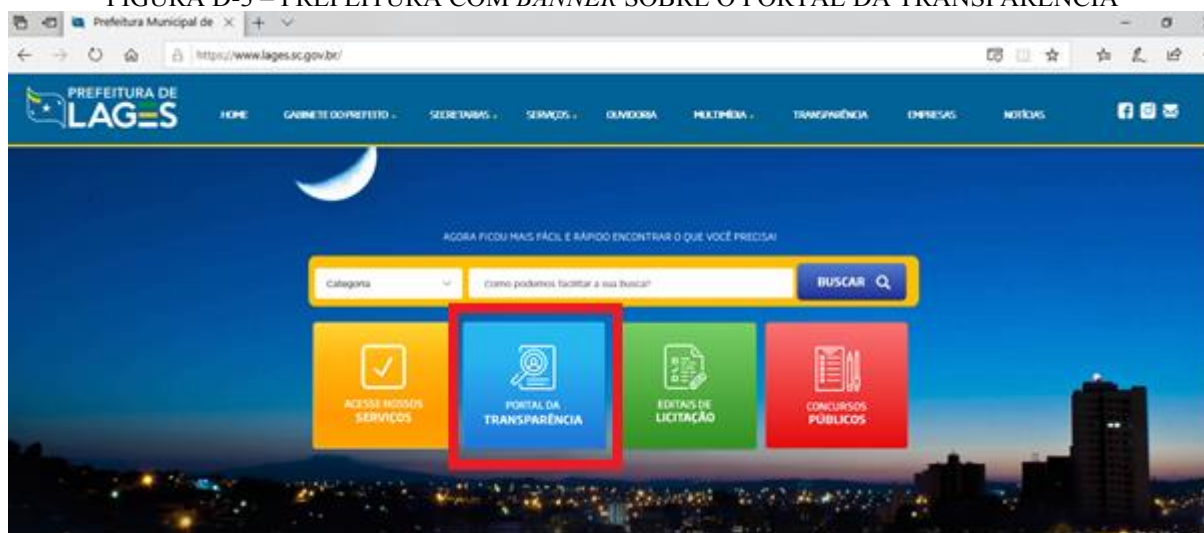 FIGURA D-3 – PREFEITURA COM BANNER SOBRE O PORTAL DA TRANSPARÊNCIA
Prefeitura Municipal de
https://www.lages.sc.gov.br/
PREFEITURA DE
LAGES
HOME GABINETE DO PREFEITO SECRETARIAS SERVIÇOS OUVIDORIA MULTIMÍDIA TRANSPARÊNCIA EMPRESAS NOTÍCIAS
AGORA FICOU MAIS FÁCIL E RÁPIDO ENCONTRAR O QUE VOCÊ PRECISA!
Categoria Como podemos facilitar a sua busca? BUSCAR
ACESSE NOSSOS
SERVIÇOS
PORTAL DA
TRANSPARÊNCIA
EDITAIS DE
LICITAÇÃO
CONCURSOS
PÚBLICOS